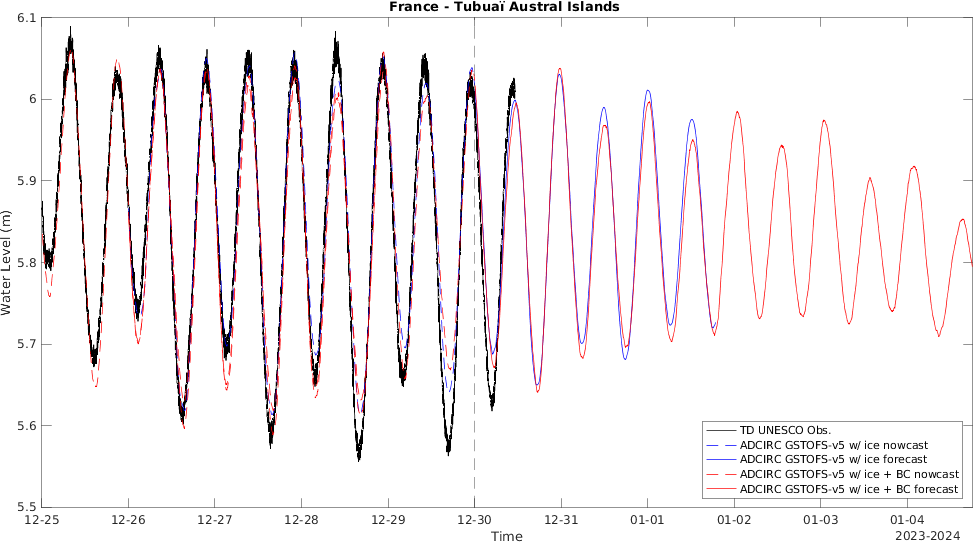 France - Tubuaï Austral Islands
Water Level (m)
6.1
6
5.9
5.8
5.7
5.6
5.5
TD UNESCO Obs.
ADCIRC GSTOFS-v5 w/ ice nowcast
ADCIRC GSTOFS-v5 w/ ice forecast
ADCIRC GSTOFS-v5 w/ ice + BC nowcast
ADCIRC GSTOFS-v5 w/ ice + BC forecast
12-25 12-26 12-27 12-28 12-29 12-30 12-31 01-01 01-02 01-03 01-04
Time
2023-2024